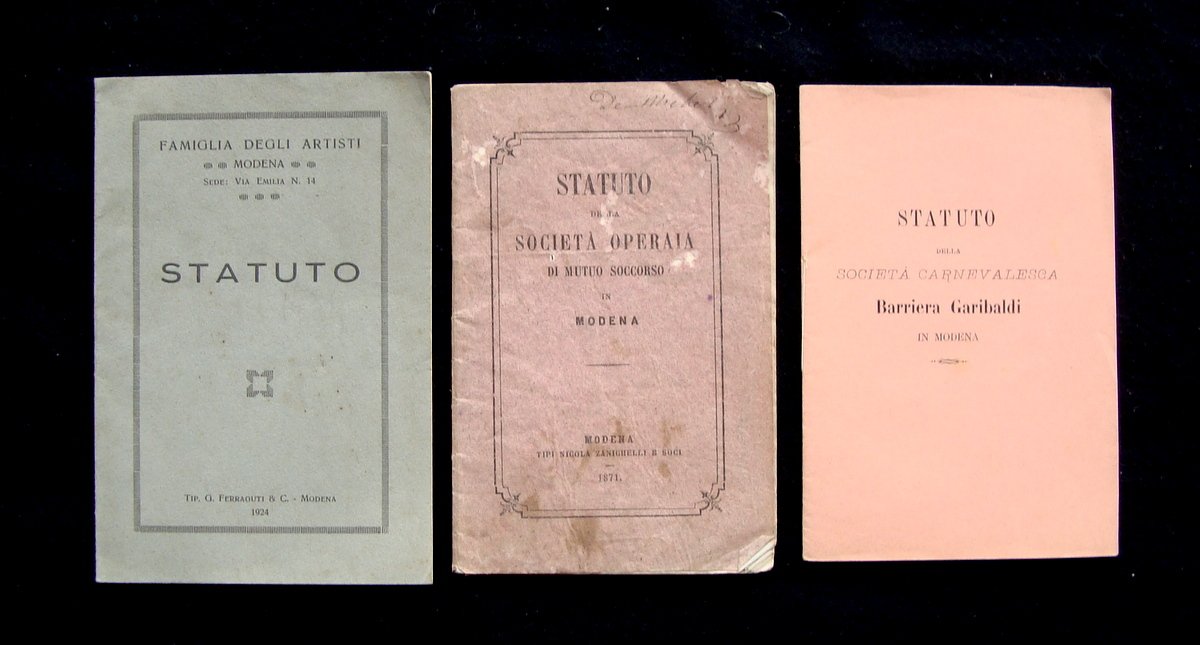 FAMIGLIA DEGLI ARTISTI
MODENA
SEDE: VIA EMILIA N. 14
STATUTO
TIP. G. FERRAGUTI & C. - MODENA
1924
STATUTO
DELLA
SOCIETÀ OPERAIA
DI MUTUO SOCCORSO
IN
MODENA
MODENA
TIPI NICOLA ZANICHELLI E SOCI
1871.
STATUTO
DELLA
SOCIETÀ CARNEVALESCA
Barriera Garibaldi
IN MODENA